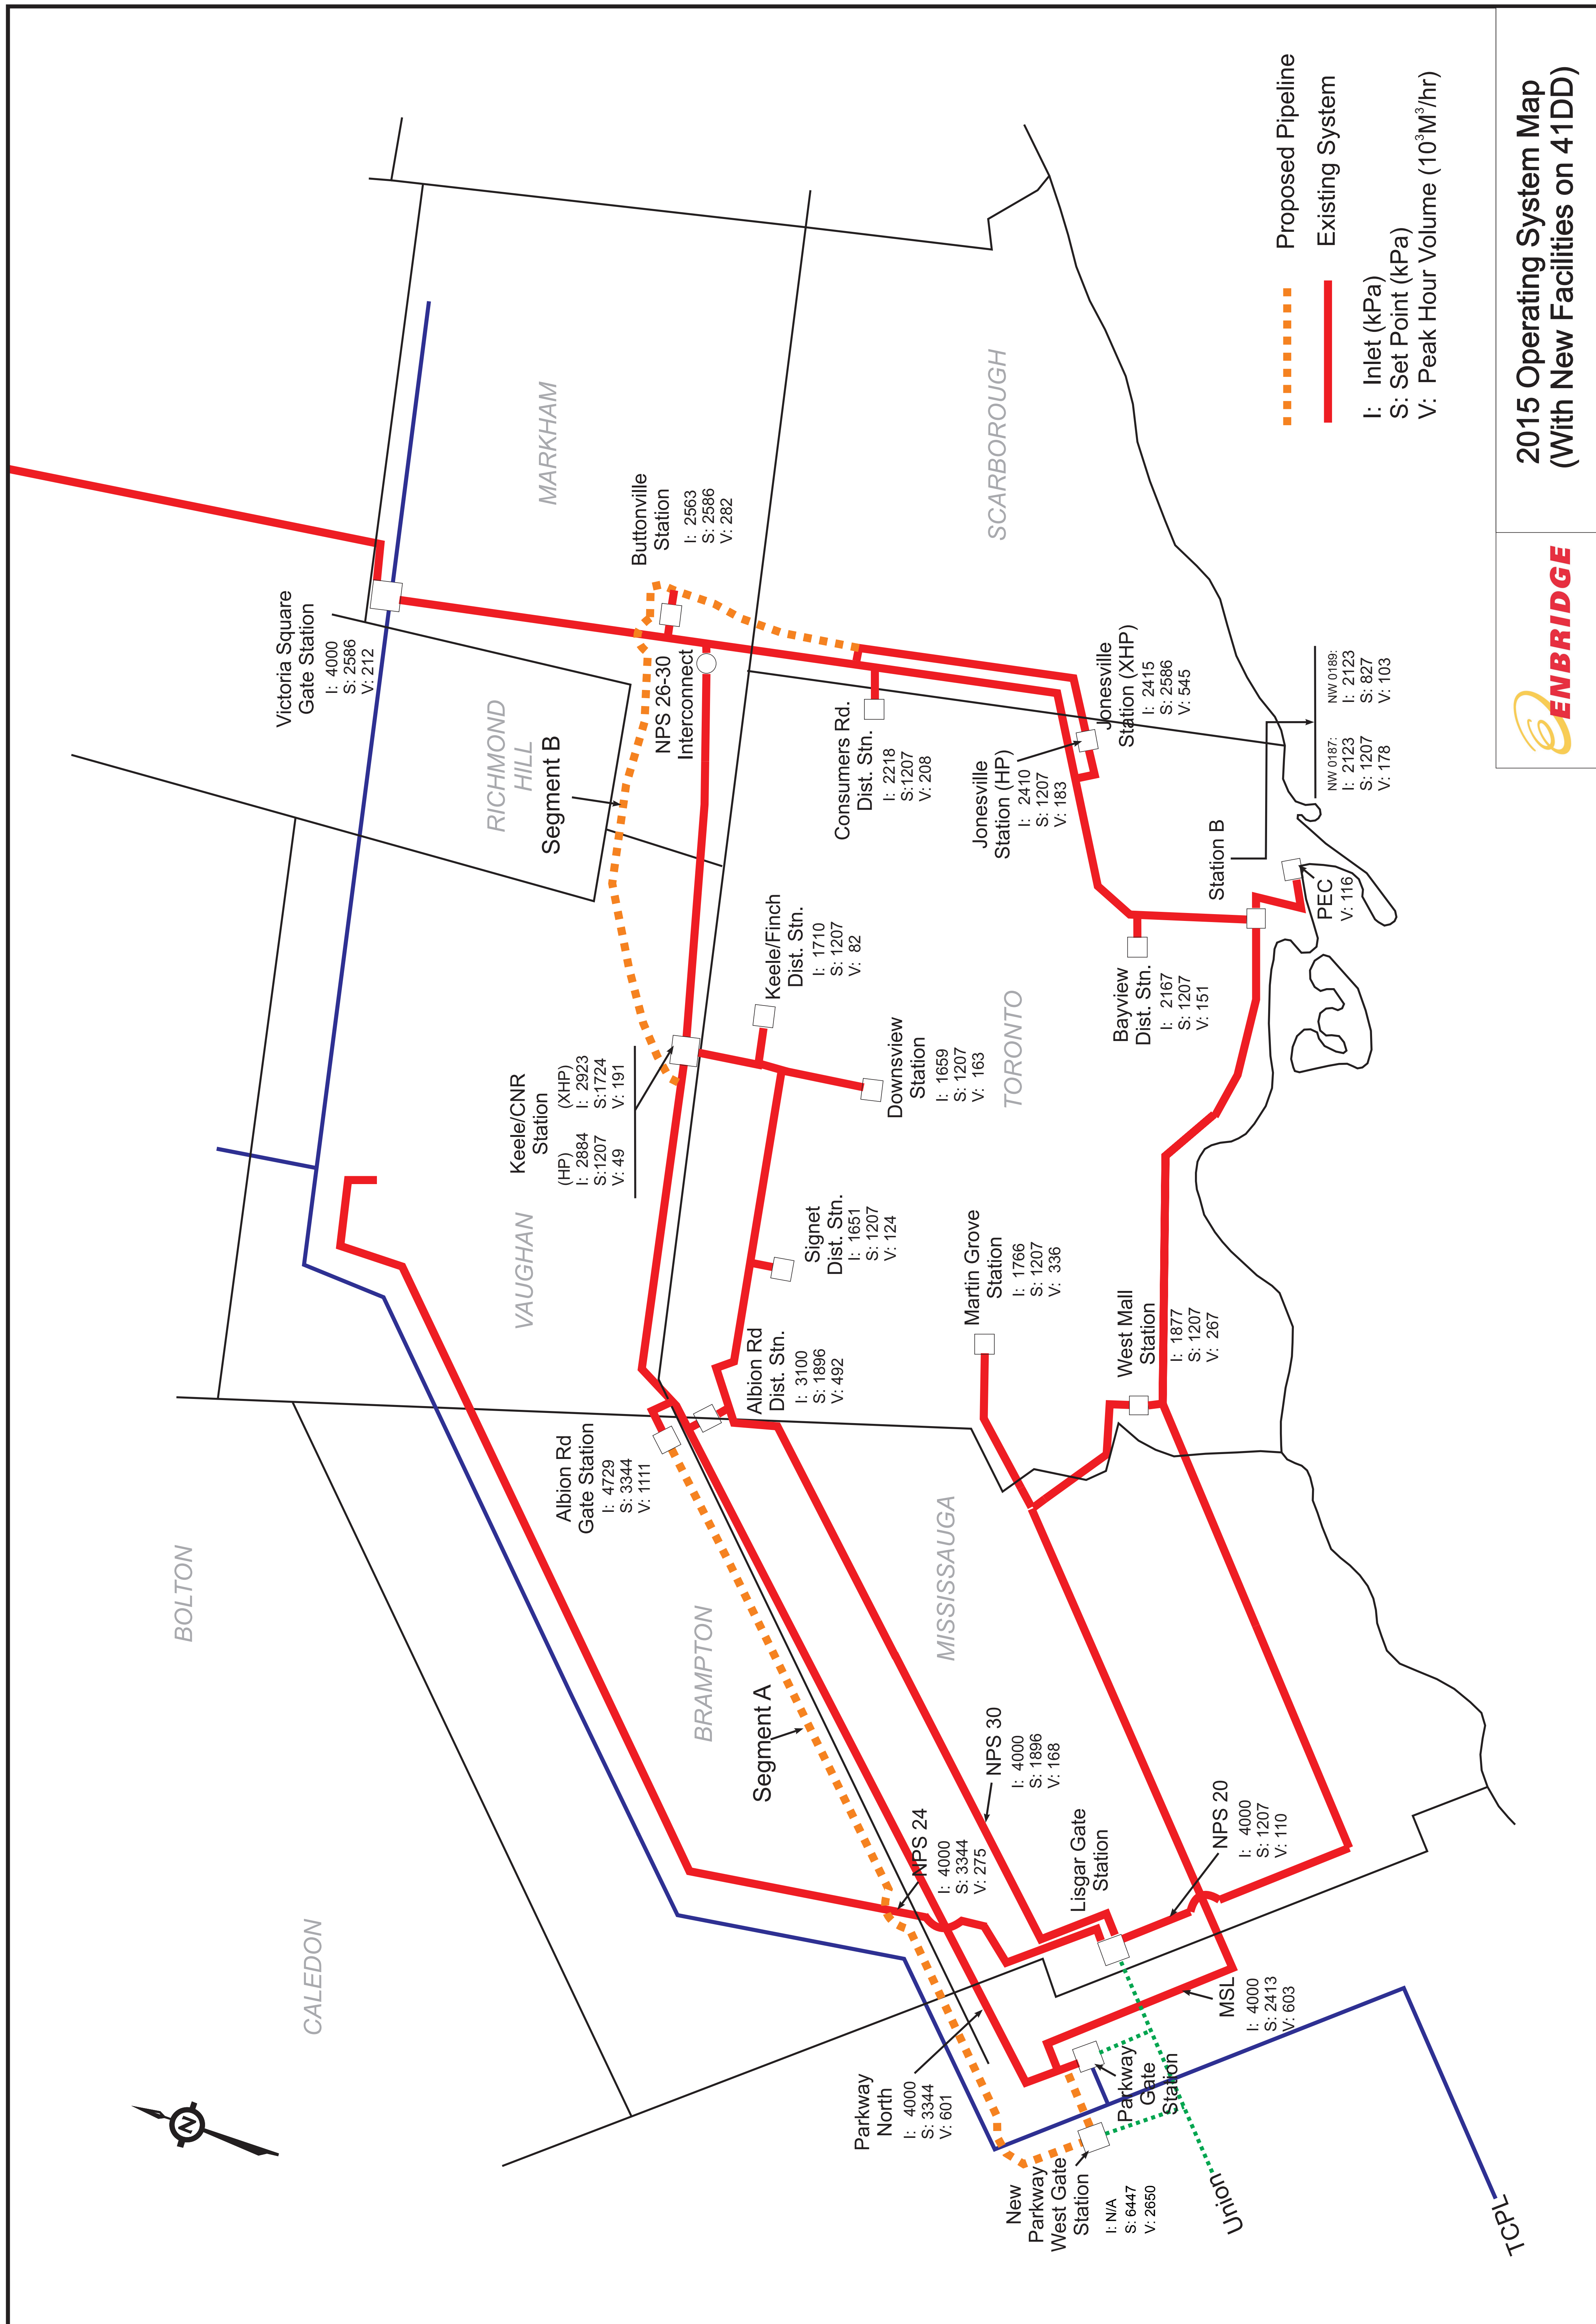 BOLTON
CALEDON
BRAMPTON
VAUGHAN
RICHMOND
HILL
MARKHAM
SCARBOROUGH
TORONTO
MISSISSAUGA
N
Victoria Square
Gate Station
I: 4000
S: 2586
V: 212
Buttonville
Station
I: 2563
S: 2586
V: 282
Segment B
NPS 26-30
Interconnect
Consumers Rd.
Dist. Stn.
I: 2218
S:1207
V: 208
Jonesville
Station (XHP)
I: 2415
S: 2586
V: 545
Jonesville
Station (HP)
I: 2410
S: 1207
V: 183
Keele/CNR
Station
(HP)
I: 2884
S:1207
V: 49
(XHP)
I: 2923
S:1724
V: 191
Keele/Finch
Dist. Stn.
I: 1710
S: 1207
V: 82
Downsview
Station
I: 1659
S: 1207
V: 163
Signet
Dist. Stn.
I: 1651
S: 1207
V: 124
Albion Rd
Dist. Stn.
I: 3100
S: 1896
V: 492
Albion Rd
Gate Station
I: 4729
S: 3344
V: 1111
Martin Grove
Station
I: 1766
S: 1207
V: 336
West Mall
Station
I: 1877
S: 1207
V: 267
Bayview
Dist. Stn.
I: 2167
S: 1207
V: 151
Station B
NW 0187:
I: 2123
S: 1207
V: 178
NW 0189:
I: 2123
S: 827
V: 103
PEC
V: 116
Segment A
NPS 24
I: 4000
S: 3344
V: 275
NPS 30
I: 4000
S: 1896
V: 168
Lisgar Gate
Station
NPS 20
I: 4000
S: 1207
V: 110
MSL
I: 4000
S: 2413
V: 603
Parkway
North
I: 4000
S: 3344
V: 601
Parkway
Gate
Station
New
Parkway
West Gate
Station
I: N/A
S: 6447
V: 2650
Union
TCPL
Proposed Pipeline
Existing System
I: Inlet (kPa)
S: Set Point (kPa)
V: Peak Hour Volume (10³M³/hr)
ENBRIDGE
2015 Operating System Map
(With New Facilities on 41DD)